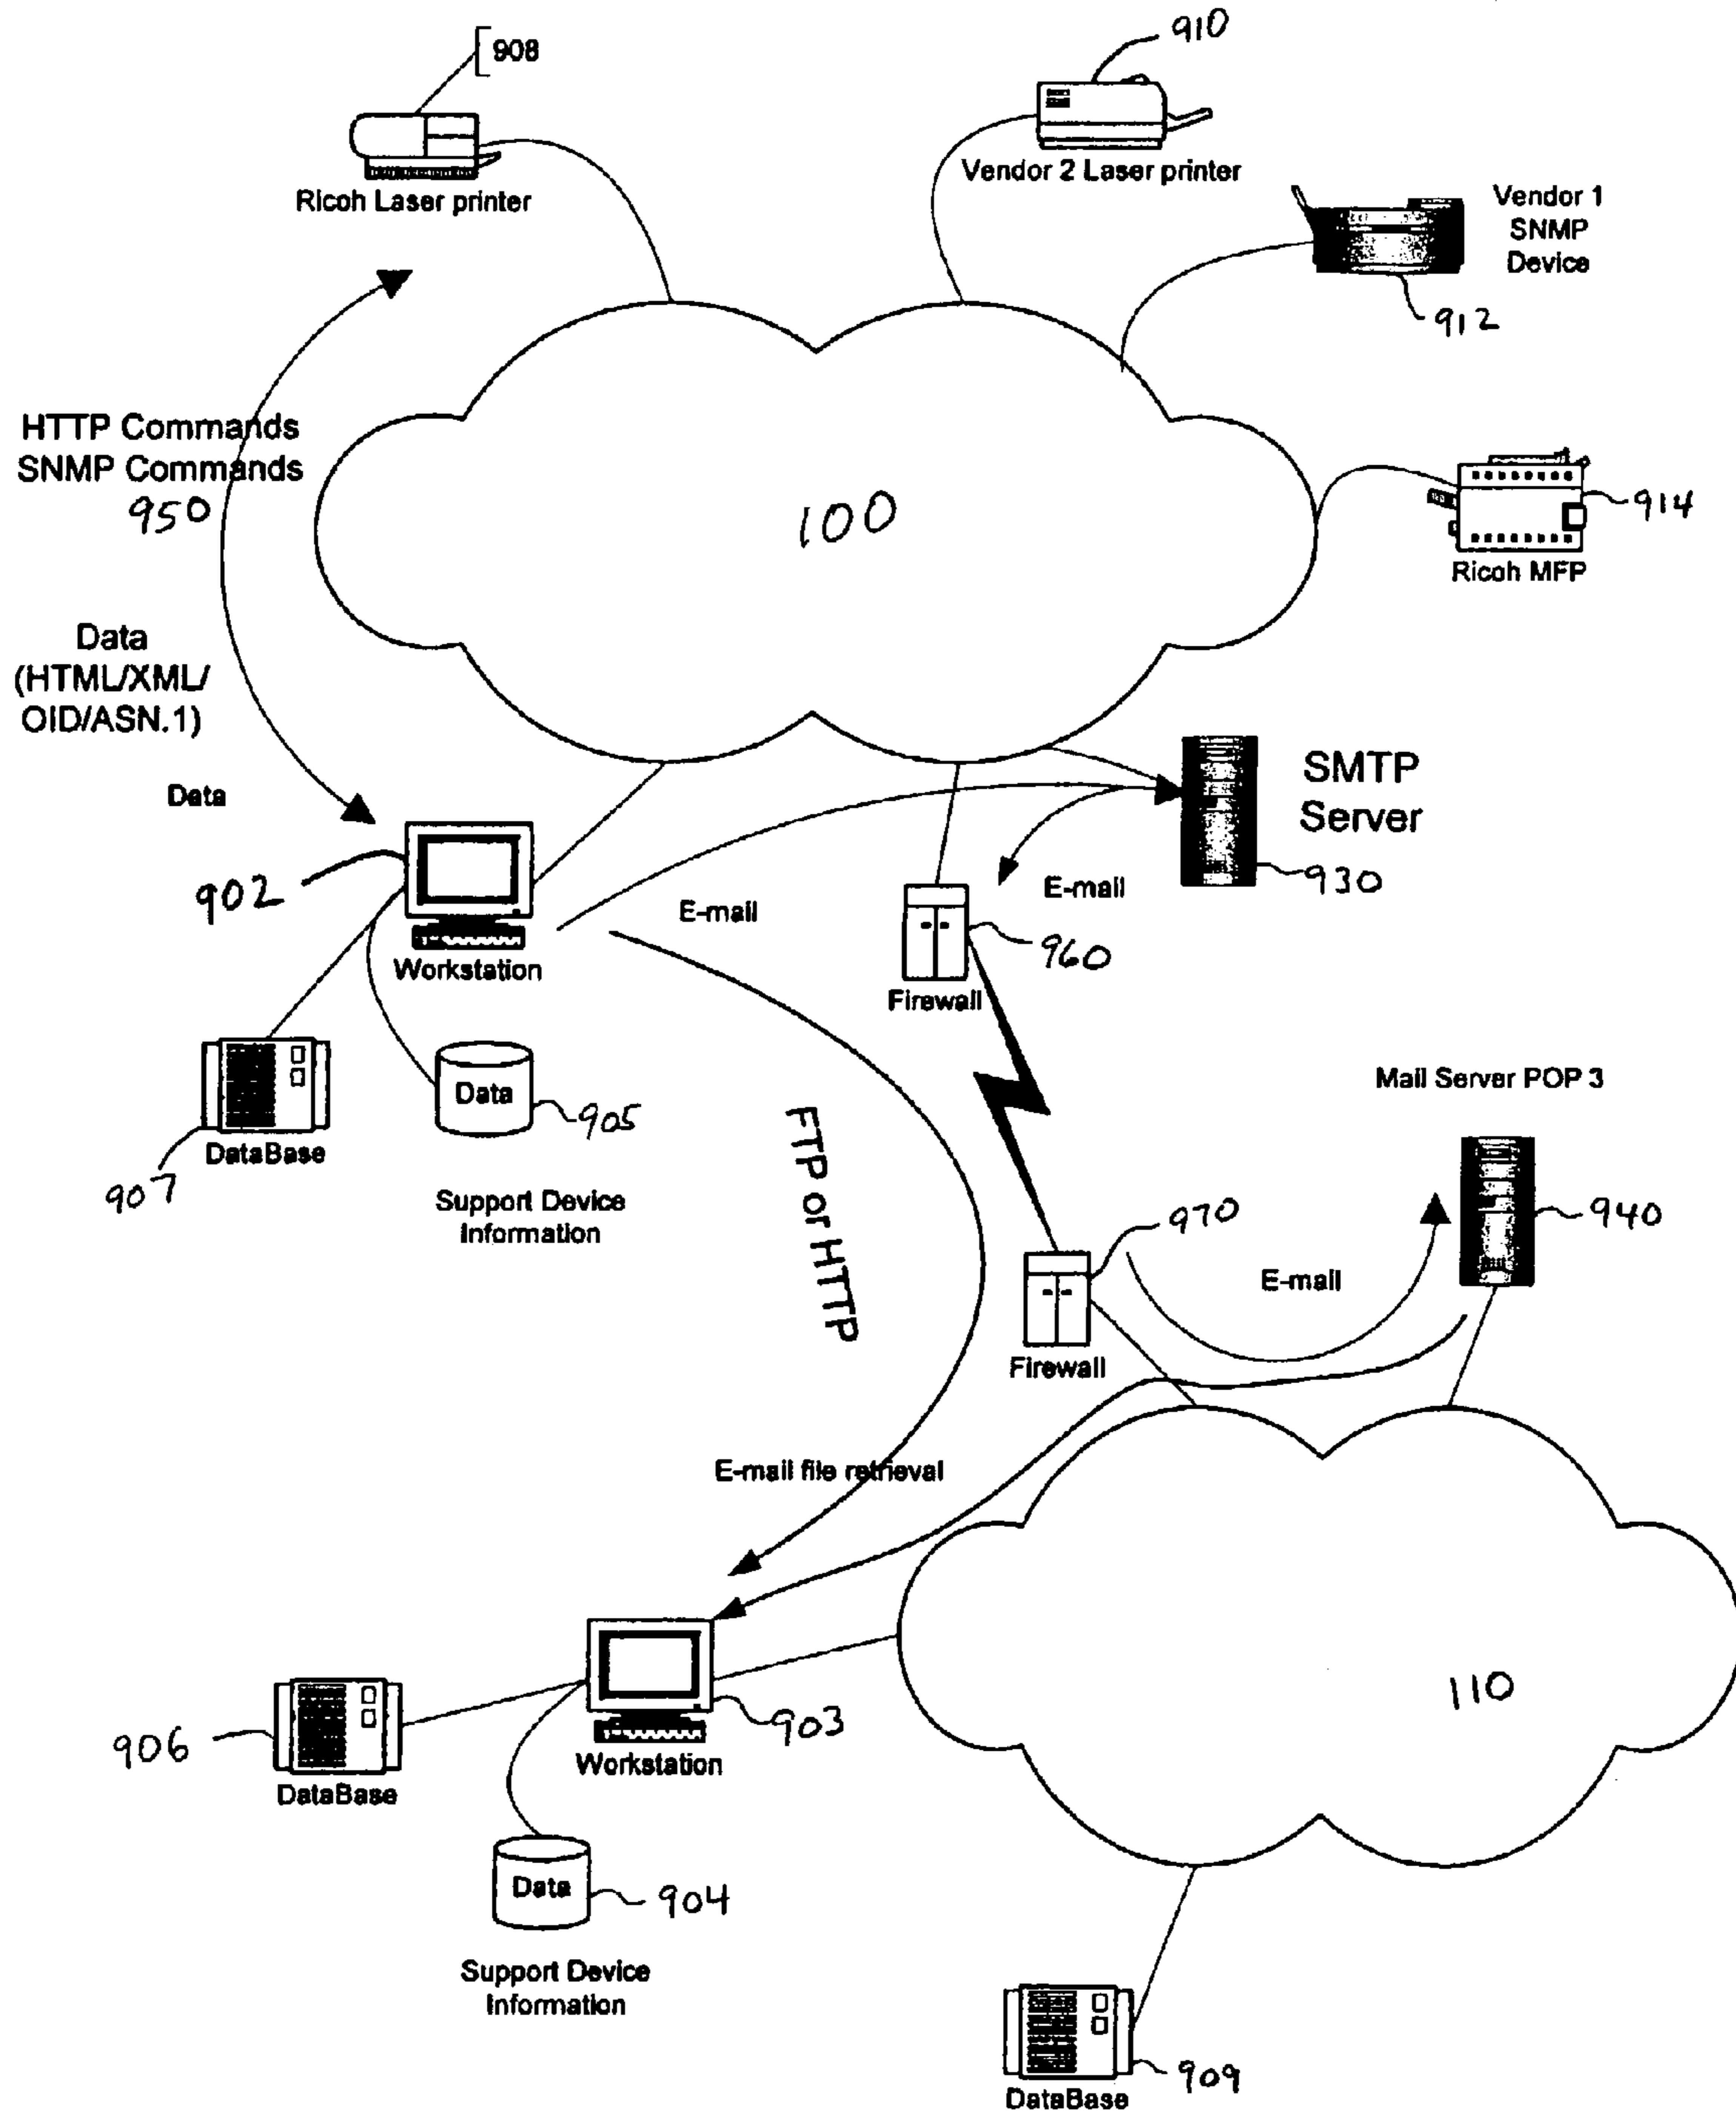 908
910
Ricoh Laser printer
Vendor 2 Laser printer
Vendor 1
SNMP
Device
912
HTTP Commands
SNMP Commands
950
100
914
Ricoh MFP
Data
(HTML/XML/
OID/ASN.1)
Data
SMTP
Server
930
902
E-mail
E-mail
960
Workstation
Firewall
Data
905
DataBase
907
Support Device
Information
FTP or HTTP
Mail Server POP 3
940
970
E-mail
Firewall
E-mail file retrieval
110
906
903
Workstation
DataBase
Data
904
Support Device
Information
909
DataBase